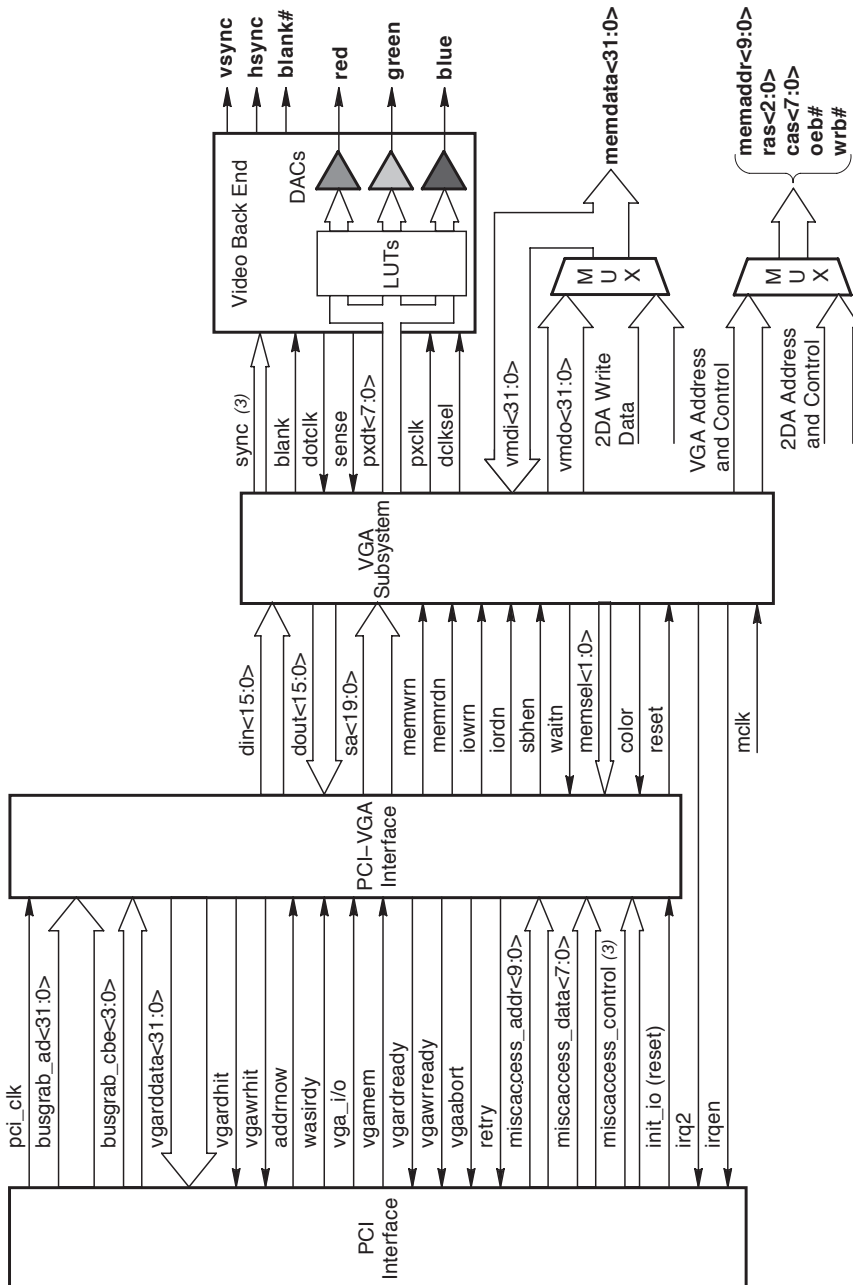 PCI
Interface
pci_clk
busgrab_ad<31:0>
busgrab_cbe<3:0>
vgarddata<31:0>
vgardhit
vgawrhit
addrnow
wasirdy
vga_i/o
vgamem
vgardready
vgawrready
vgaabort
retry
miscaccess_addr<9:0>
miscaccess_data<7:0>
miscaccess_control (3)
init_io (reset)
irq2
irqen
PCI–VGA
Interface
din<15:0>
dout<15:0>
sa<19:0>
memwrn
memrdn
iowrn
iordn
sbhen
waitn
memsel<1:0>
color
reset
mclk
VGA
Subsystem
sync (3)
blank
dotclk
sense
pxdt<7:0>
pxclk
dclksel
vmdi<31:0>
vmdo<31:0>
2DA Write
Data
VGA Address
and Control
2DA Address
and Control
Video Back End
LUTs
DACs
MUX
MUX
vsync
hsync
blank#
red
green
blue
memdata<31:0>
memaddr<9:0>
ras<2:0>
cas<7:0>
oeb#
wrb#